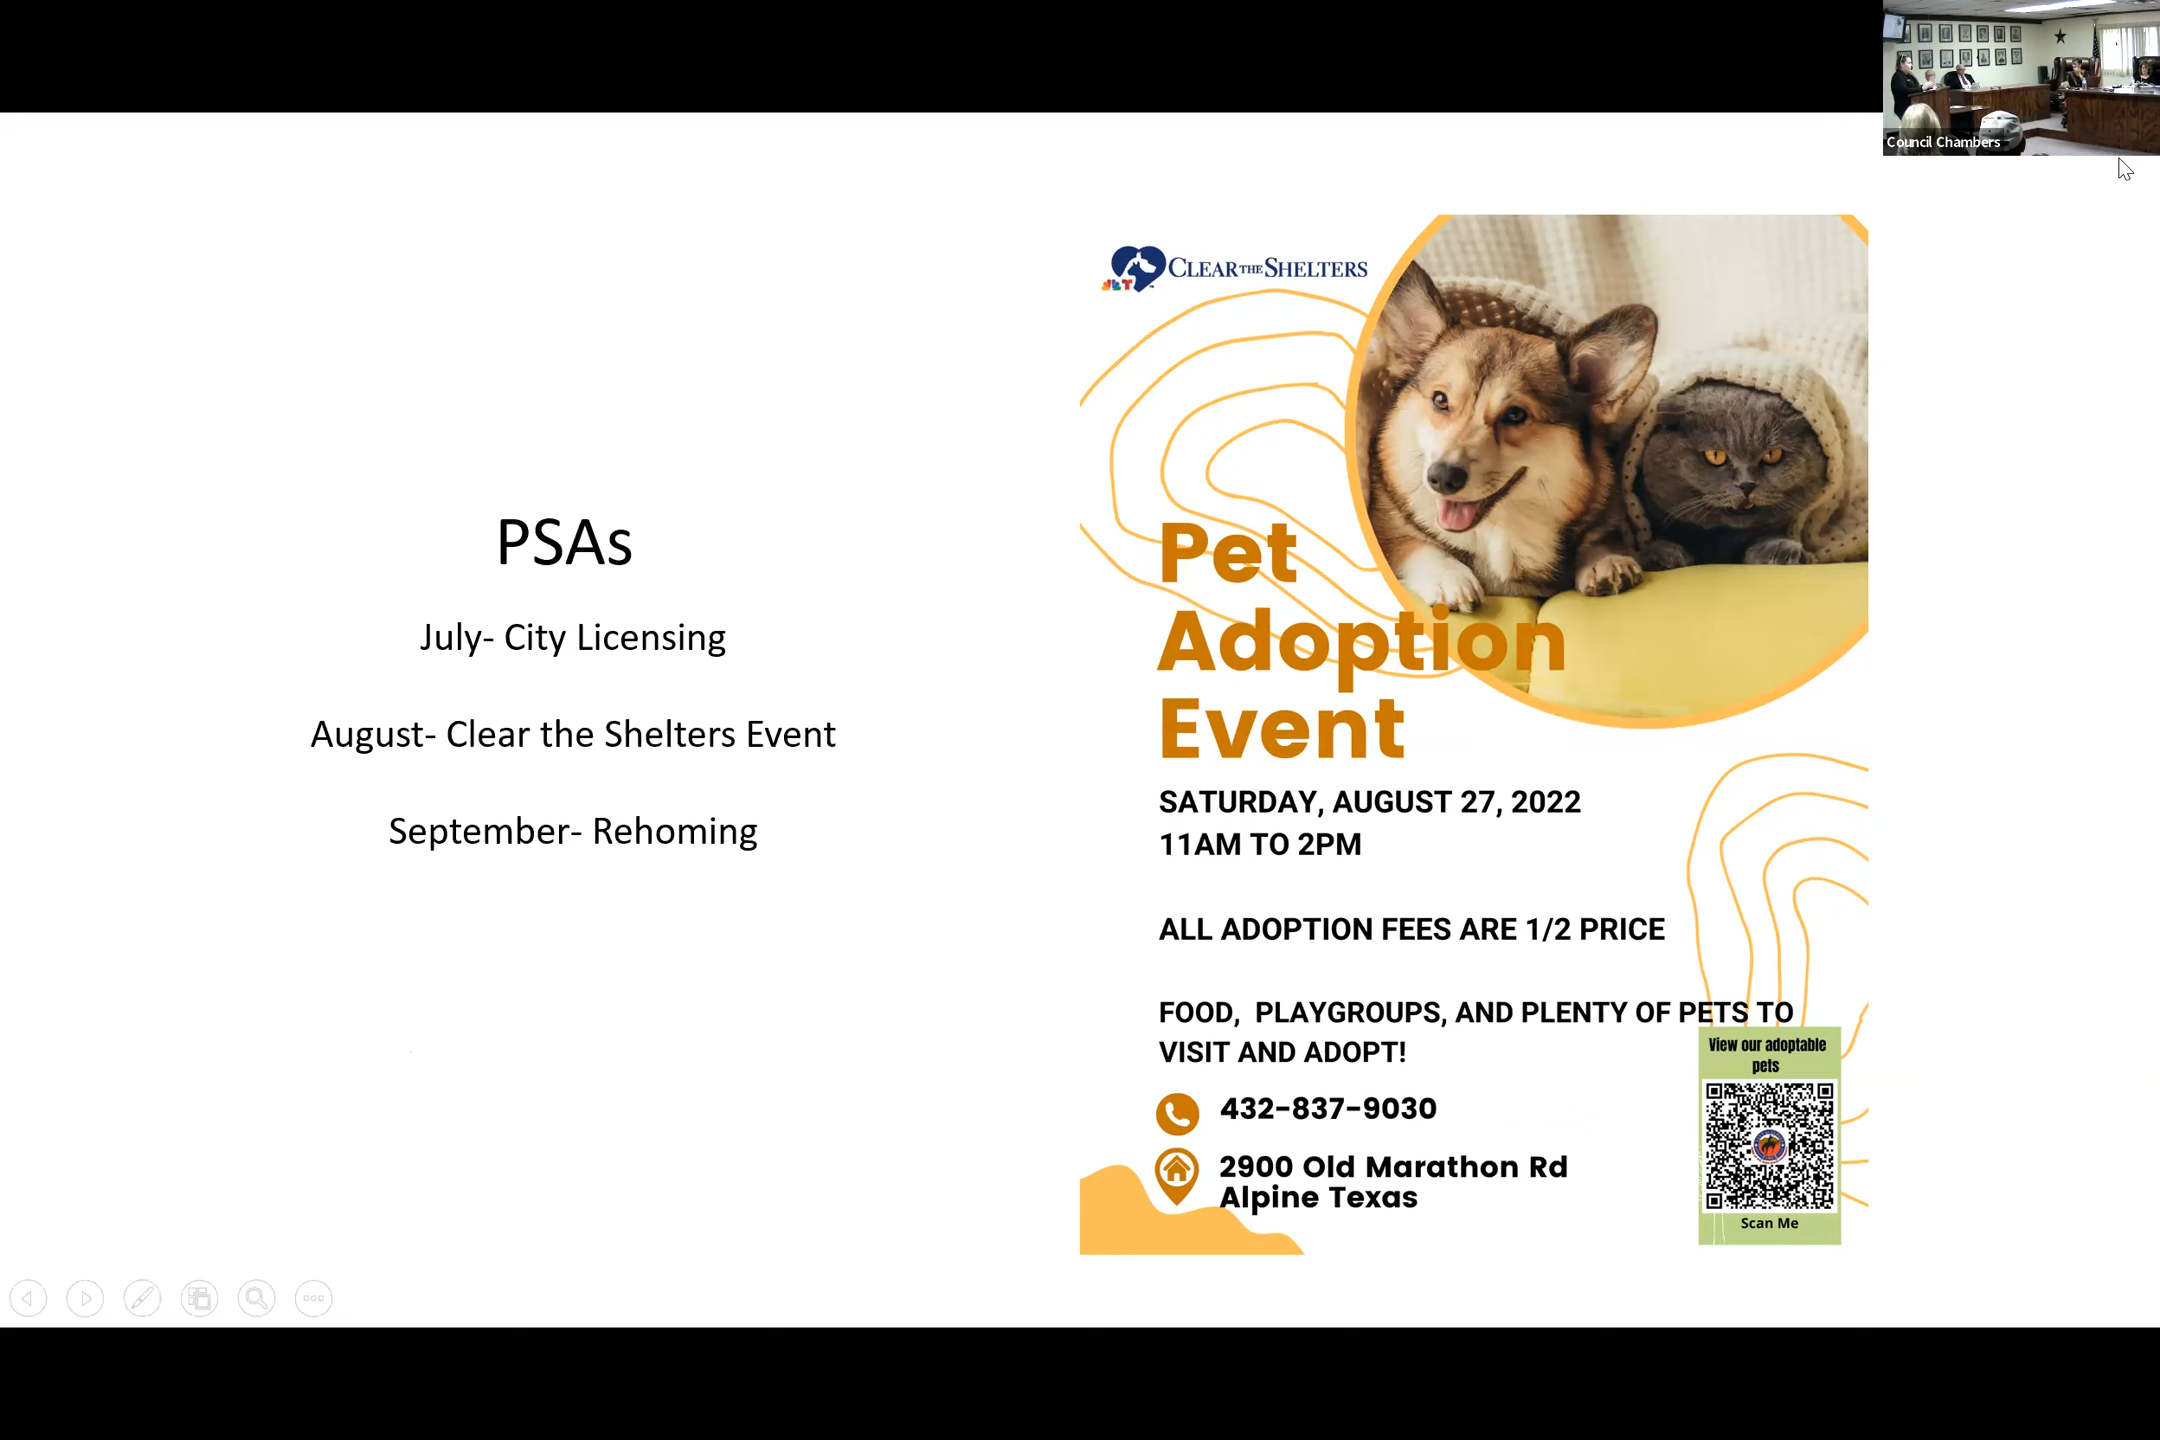 Council Chambers
PSAs
July- City Licensing
August- Clear the Shelters Event
September- Rehoming
CLEAR THE SHELTERS
Pet
Adoption
Event
SATURDAY, AUGUST 27, 2022
11AM TO 2PM
ALL ADOPTION FEES ARE 1/2 PRICE
FOOD, PLAYGROUPS, AND PLENTY OF PETS TO
VISIT AND ADOPT!
432-837-9030
2900 Old Marathon Rd
Alpine Texas
View our adoptable
pets
Scan Me